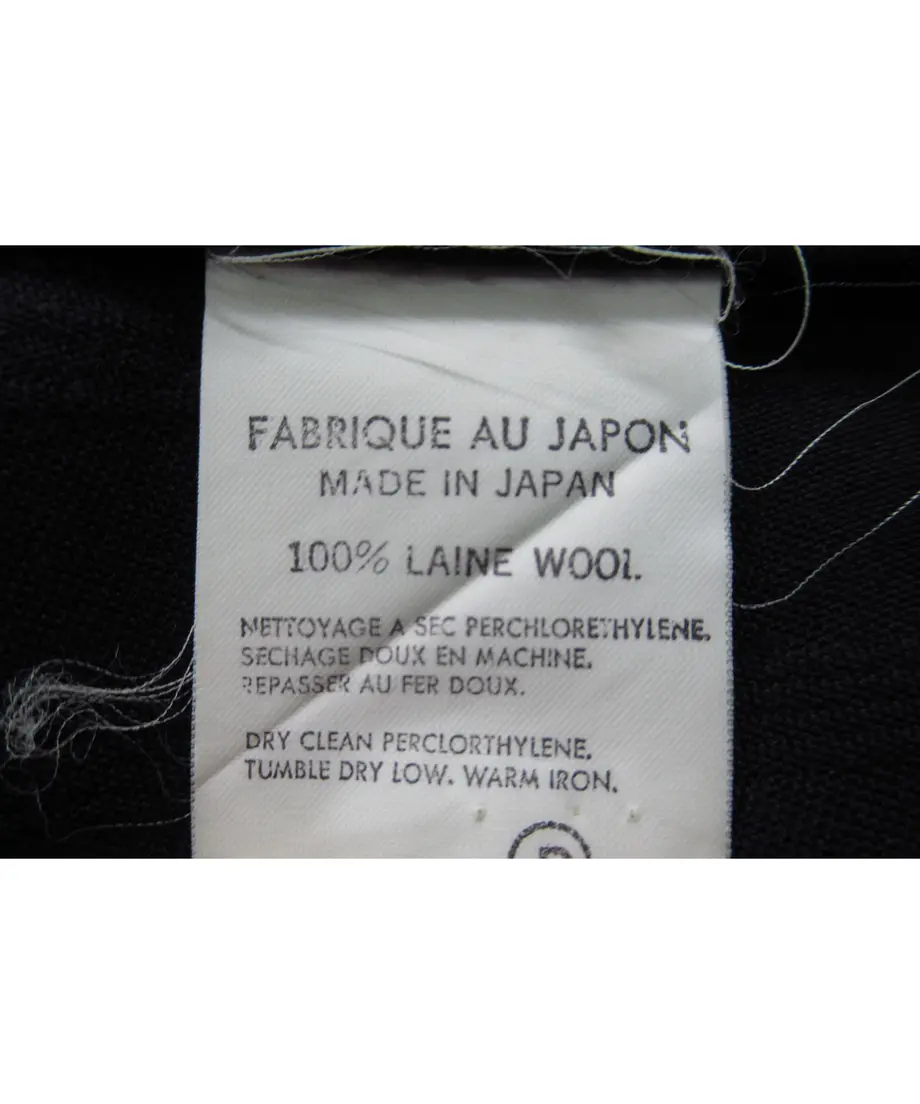 FABRIQUE AU JAPON
MADE IN JAPAN
100% LAINE WOOL
NETTOYAGE A SEC PERCHLORETHYLENE.
SECHAGE DOUX EN MACHINE.
REPASSER AU FER DOUX.
DRY CLEAN PERCLORTHYLENE.
TUMBLE DRY LOW. WARM IRON.